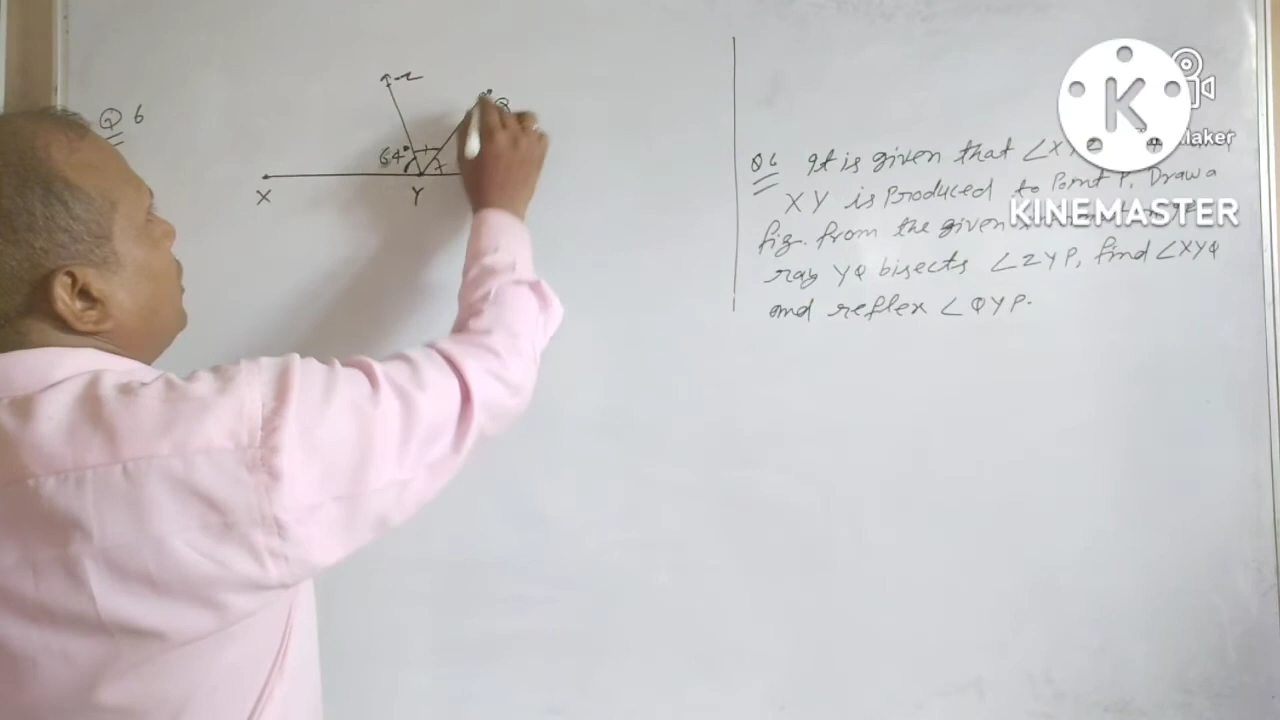 Q 6
64°
X
Y
Q6 It is given that ∠X
XY is Produced to Point P. Draw a
fig. from the given
ray YQ bisects ∠ZYP, find ∠XYQ
and reflex ∠QYP.
K
KINEMASTER